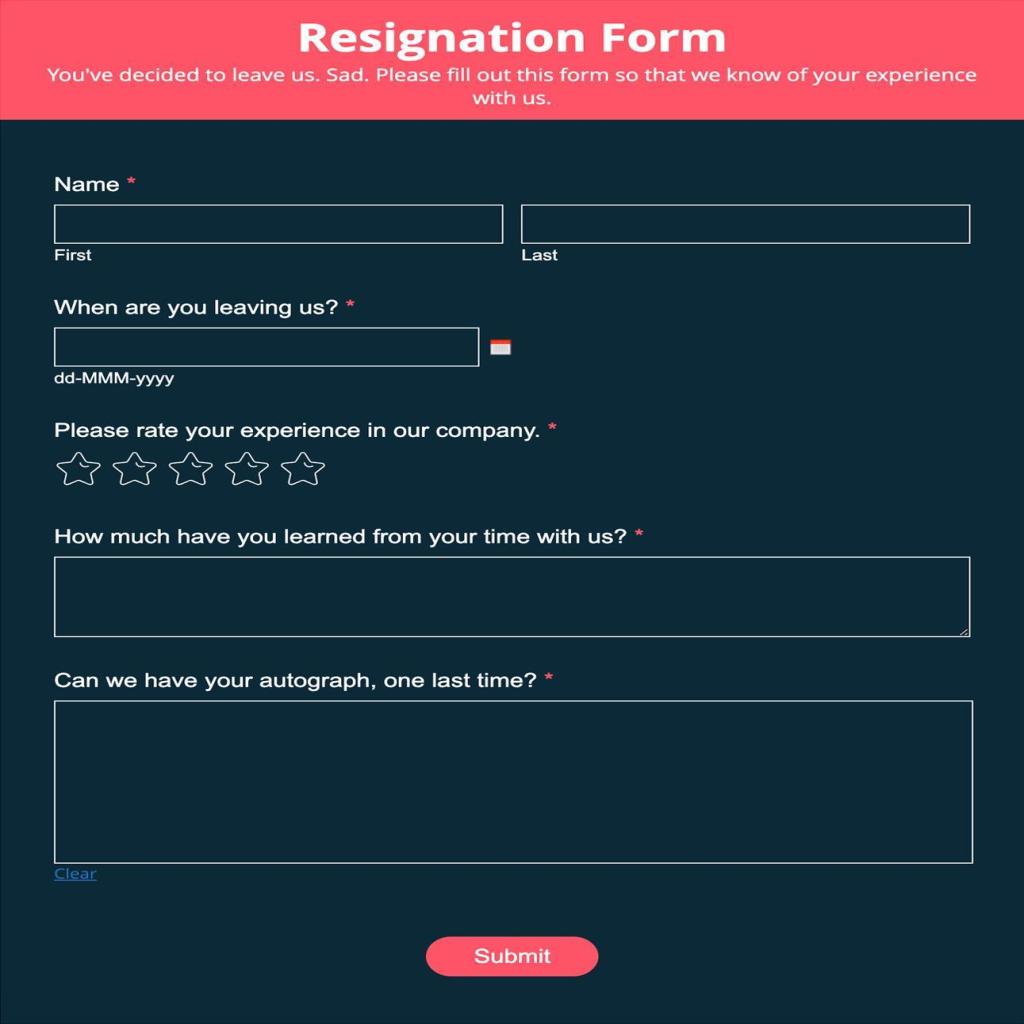 Resignation Form
You've decided to leave us. Sad. Please fill out this form so that we know of your experience
with us.
Name *
First
Last
When are you leaving us? *
dd-MMM-yyyy
Please rate your experience in our company. *
How much have you learned from your time with us? *
Can we have your autograph, one last time? *
Clear
Submit